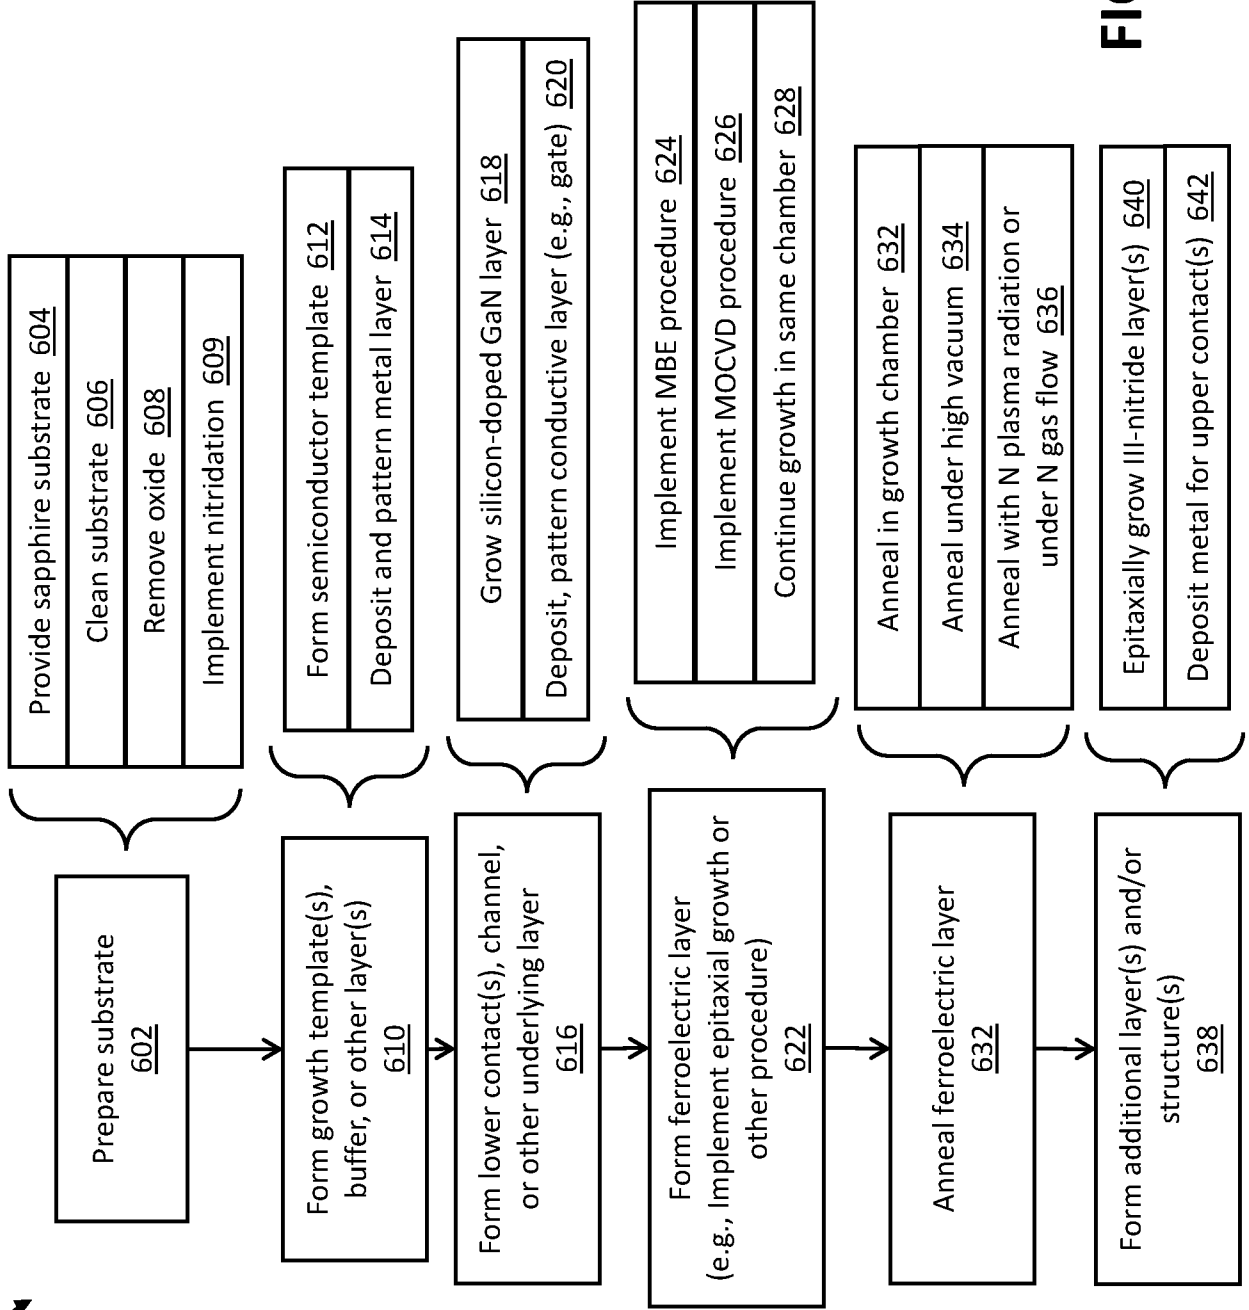 Prepare substrate
602
Provide sapphire substrate 604
Clean substrate 606
Remove oxide 608
Implement nitridation 609
Form growth template(s),
buffer, or other layer(s)
610
Form semiconductor template 612
Deposit and pattern metal layer 614
Form lower contact(s), channel,
or other underlying layer
616
Grow silicon-doped GaN layer 618
Deposit, pattern conductive layer (e.g., gate) 620
Form ferroelectric layer
(e.g., Implement epitaxial growth or
other procedure)
622
Implement MBE procedure 624
Implement MOCVD procedure 626
Continue growth in same chamber 628
Anneal ferroelectric layer
632
Anneal in growth chamber 632
Anneal under high vacuum 634
Anneal with N plasma radiation or
under N gas flow 636
Form additional layer(s) and/or
structure(s)
638
Epitaxially grow III-nitride layer(s) 640
Deposit metal for upper contact(s) 642